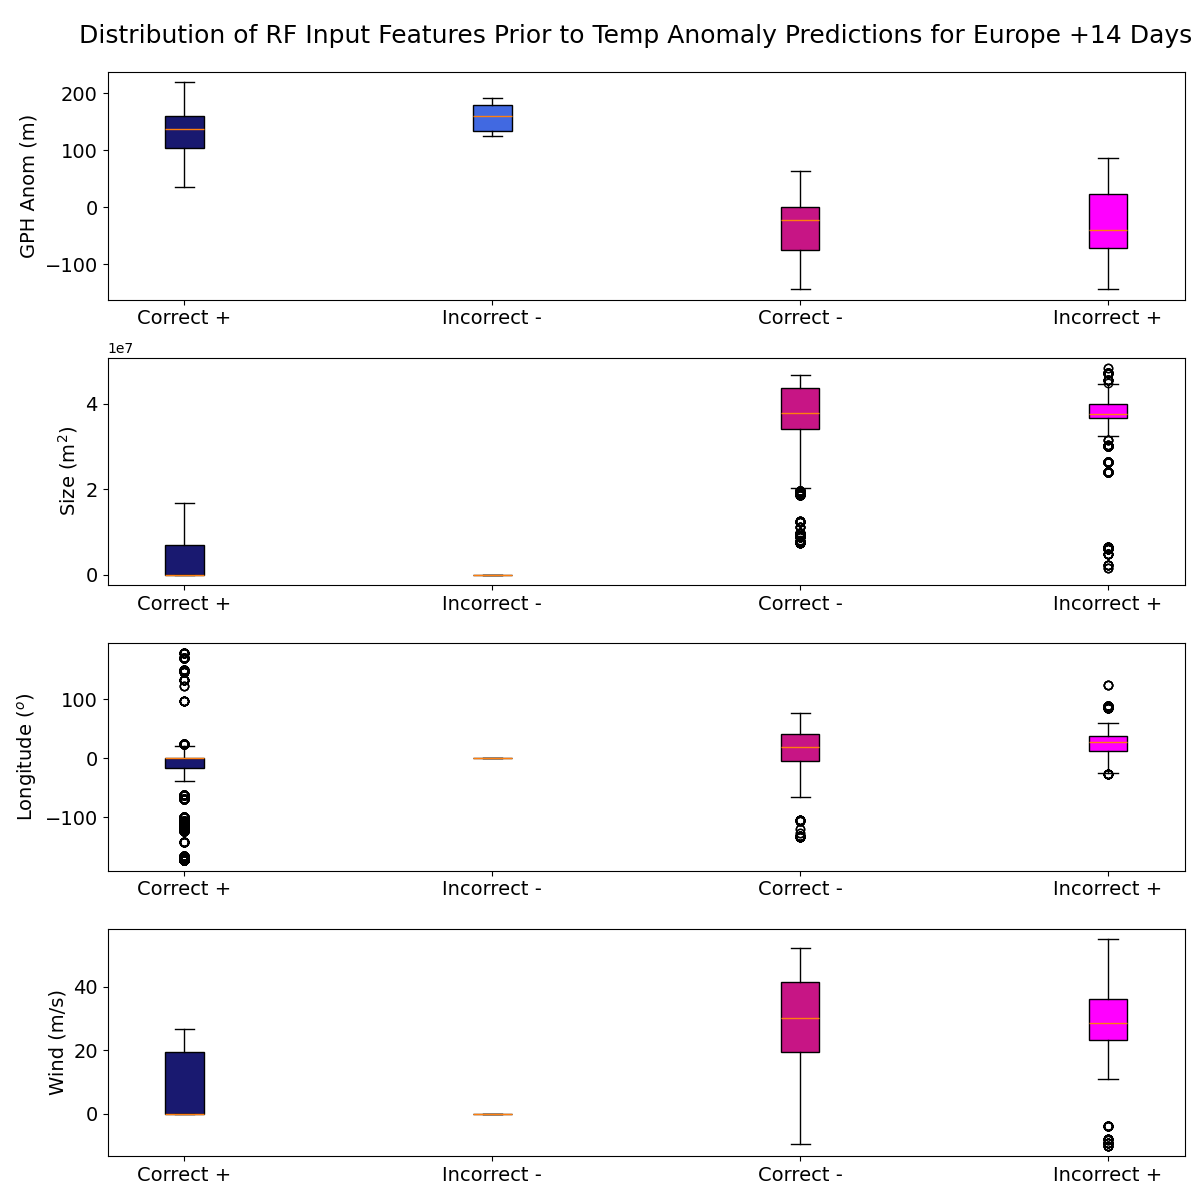 Distribution of RF Input Features Prior to Temp Anomaly Predictions for Europe +14 Days
GPH Anom (m)
200
100
0
−100
Correct +
Incorrect -
Correct -
Incorrect +
1e7
Size (m²)
4
2
0
Correct +
Incorrect -
Correct -
Incorrect +
Longitude (ᵒ)
100
0
−100
Correct +
Incorrect -
Correct -
Incorrect +
Wind (m/s)
40
20
0
Correct +
Incorrect -
Correct -
Incorrect +